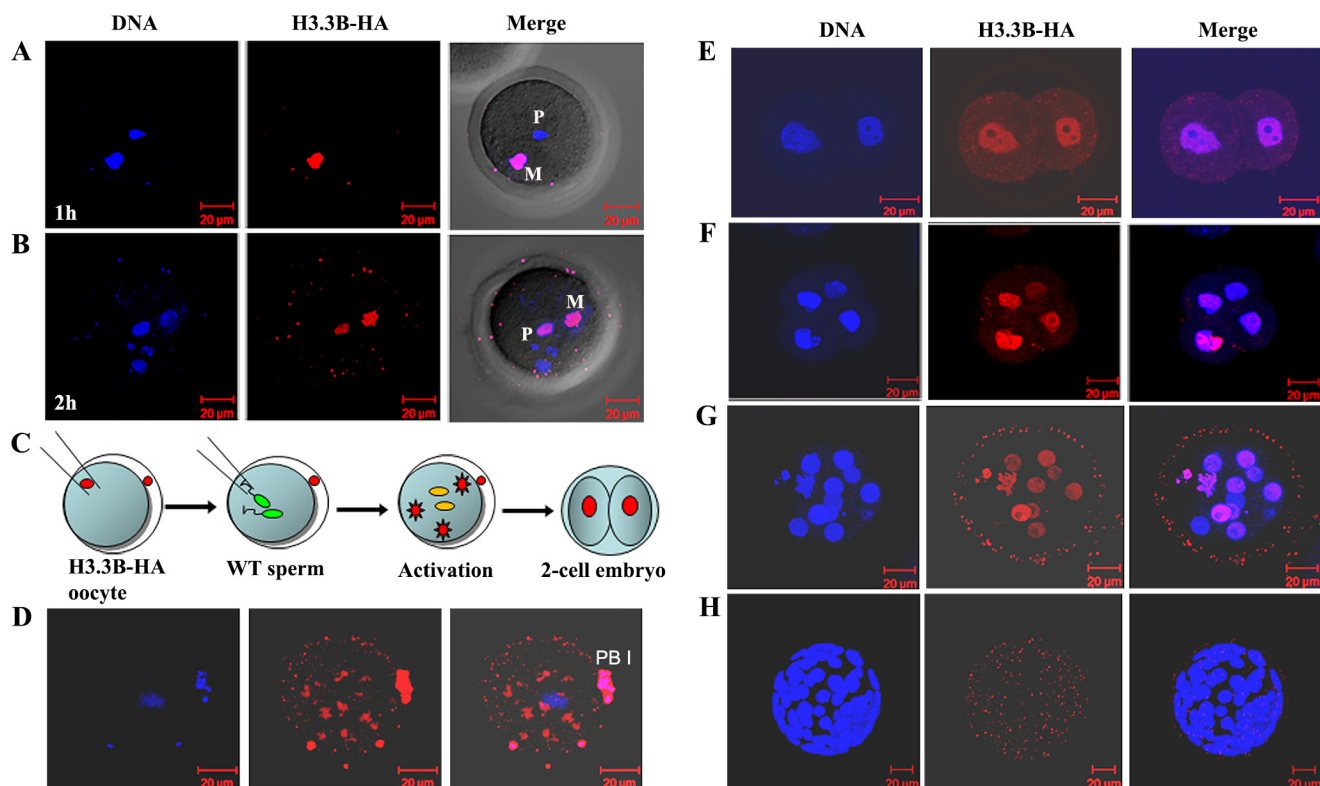 DNA H3.3B-HA Merge
A
P
M
1h
20 µm 20 µm 20 µm
B
M
P
2h
20 µm 20 µm 20 µm
C
H3.3B-HA oocyte
WT sperm
Activation
2-cell embryo
D
PB I
20 µm 20 µm 20 µm
DNA H3.3B-HA Merge
E
20 µm 20 µm 20 µm
F
20 µm 20 µm 20 µm
G
20 µm 20 µm 20 µm
H
20 µm 20 µm 20 µm